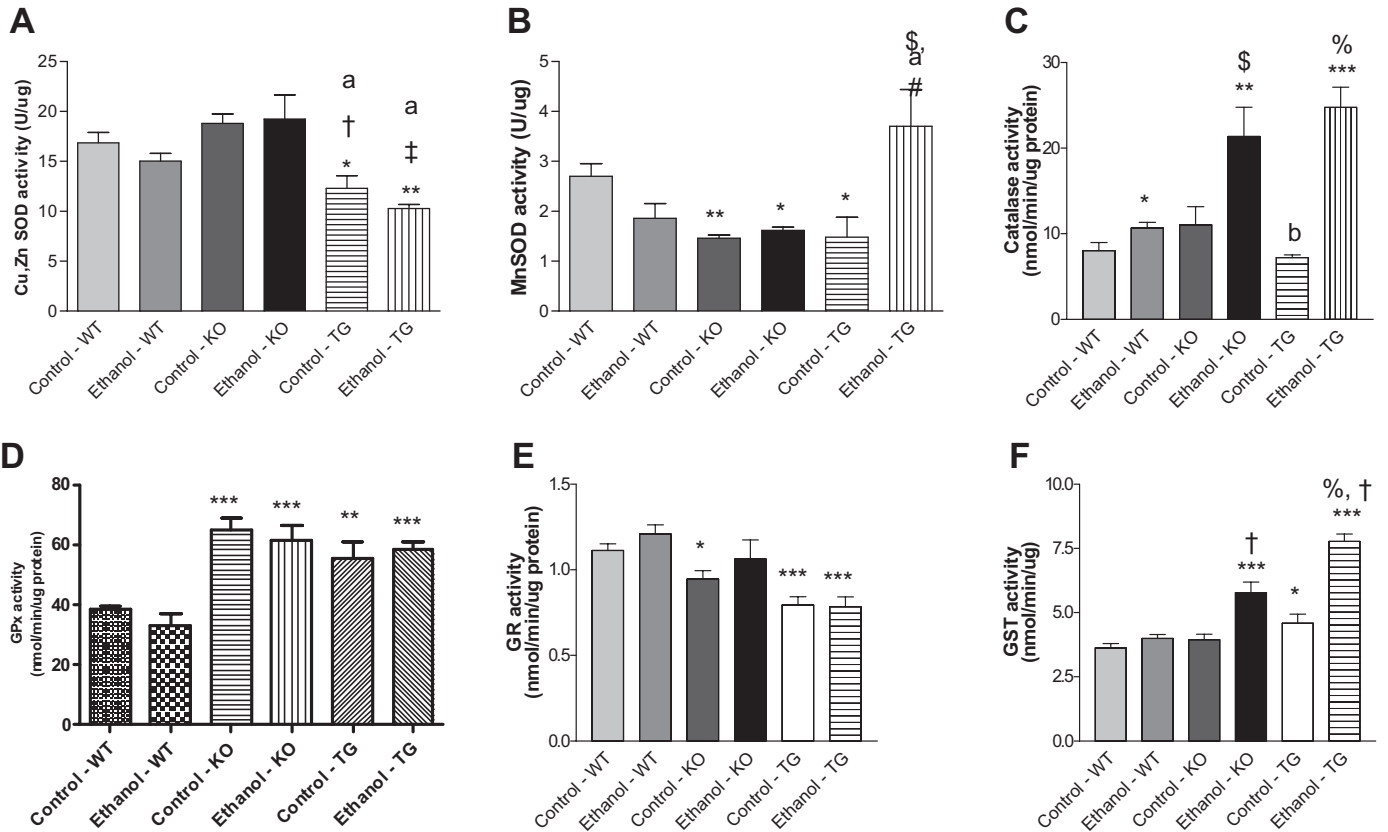 A
Cu,Zn SOD activity (U/ug)
25
20
15
10
5
0
a
†
*
a
‡
**
Control - WT
Ethanol - WT
Control - KO
Ethanol - KO
Control - TG
Ethanol - TG
B
MnSOD activity (U/ug)
5
4
3
2
1
0
**
*
*
$,
a
#
Control - WT
Ethanol - WT
Control - KO
Ethanol - KO
Control - TG
Ethanol - TG
C
Catalase activity
(nmol/min/ug protein)
30
20
10
0
*
$
**
b
%
***
Control - WT
Ethanol - WT
Control - KO
Ethanol - KO
Control - TG
Ethanol - TG
D
GPx activity
(nmol/min/ug protein)
80
60
40
20
0
***
***
**
***
Control - WT
Ethanol - WT
Control - KO
Ethanol - KO
Control - TG
Ethanol - TG
E
GR activity
(nmol/min/ug protein)
1.5
1.0
0.5
0.0
*
***
***
Control - WT
Ethanol - WT
Control - KO
Ethanol - KO
Control - TG
Ethanol - TG
F
GST activity
(nmol/min/ug)
10.0
7.5
5.0
2.5
0.0
†
***
*
%, †
***
Control - WT
Ethanol - WT
Control - KO
Ethanol - KO
Control - TG
Ethanol - TG